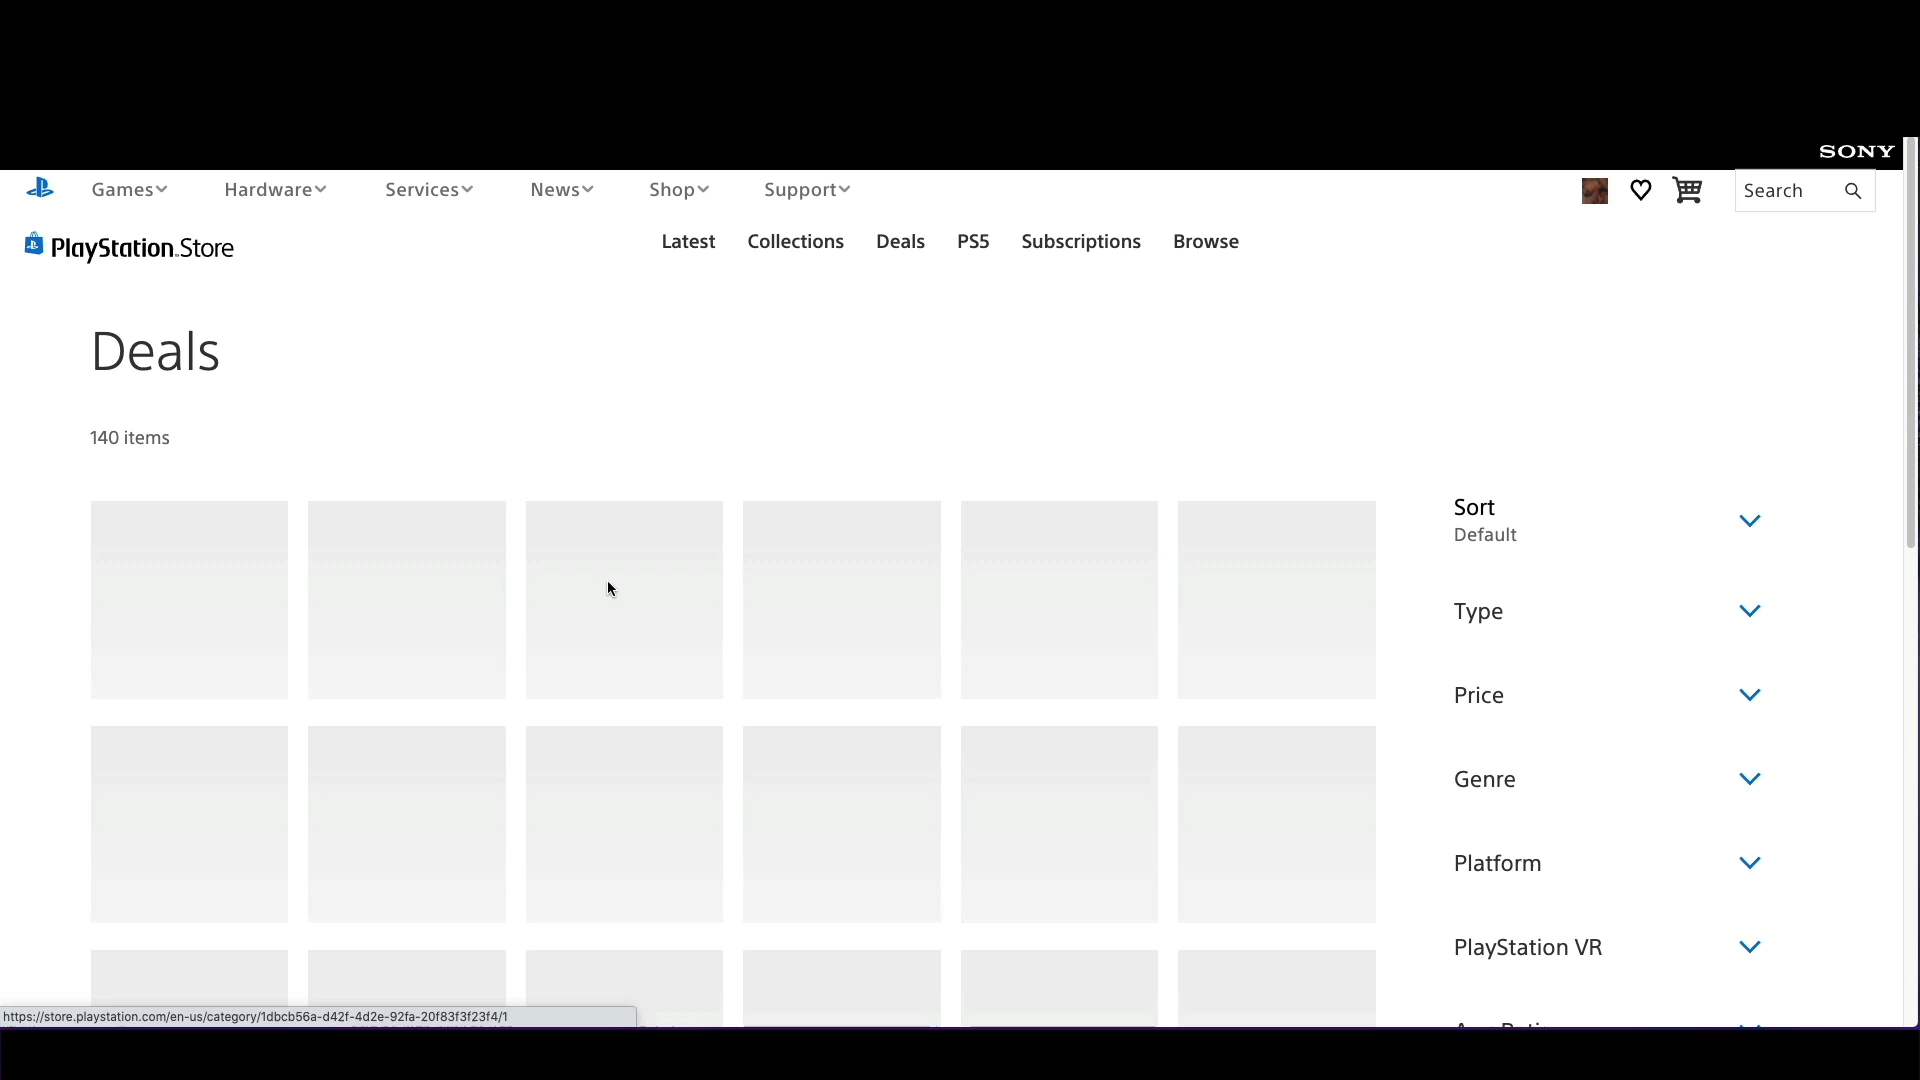 SONY
Games Hardware Services News Shop Support Search
PlayStation Store Latest Collections Deals PS5 Subscriptions Browse
Deals
140 items
Sort
Default
Type
Price
Genre
Platform
PlayStation VR
https://store.playstation.com/en-us/category/1dbcb56a-d42f-4d2e-92fa-20f83f3f23f4/1